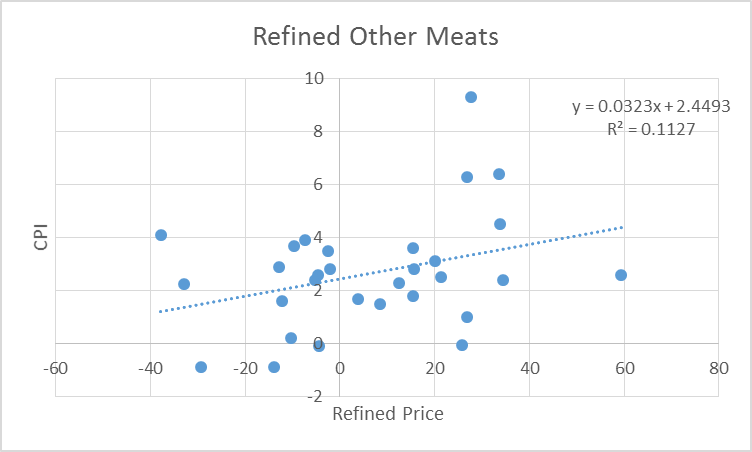 Refined Other Meats
10
y = 0.0323x + 2.4493
R² = 0.1127
8
6
4
CPI
2
0
-60 -40 -20 0 20 40 60 80
-2
Refined Price